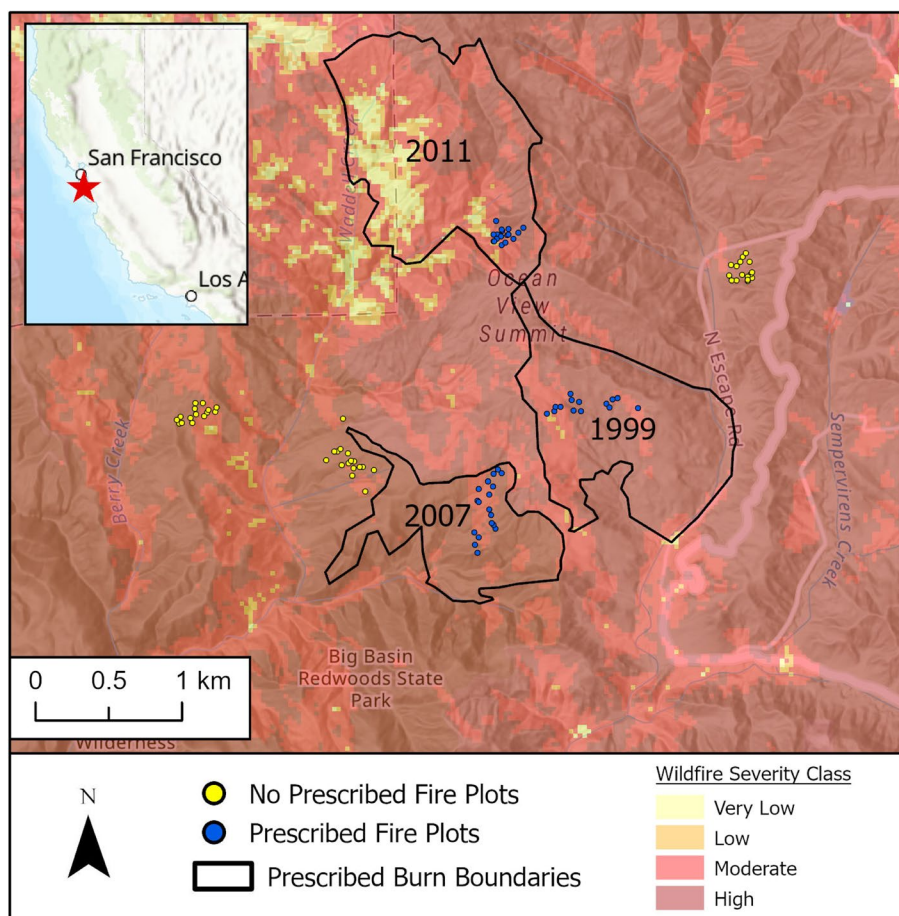 San Francisco
Los A
2011
Waddell Creek
Ocean
View
Summit
N Escape Rd
1999
Berry Creek
2007
Sempervirens Creek
Big Basin
Redwoods State
Park
0 0.5 1 km
Wilderness
N
No Prescribed Fire Plots
Prescribed Fire Plots
Prescribed Burn Boundaries
Wildfire Severity Class
Very Low
Low
Moderate
High